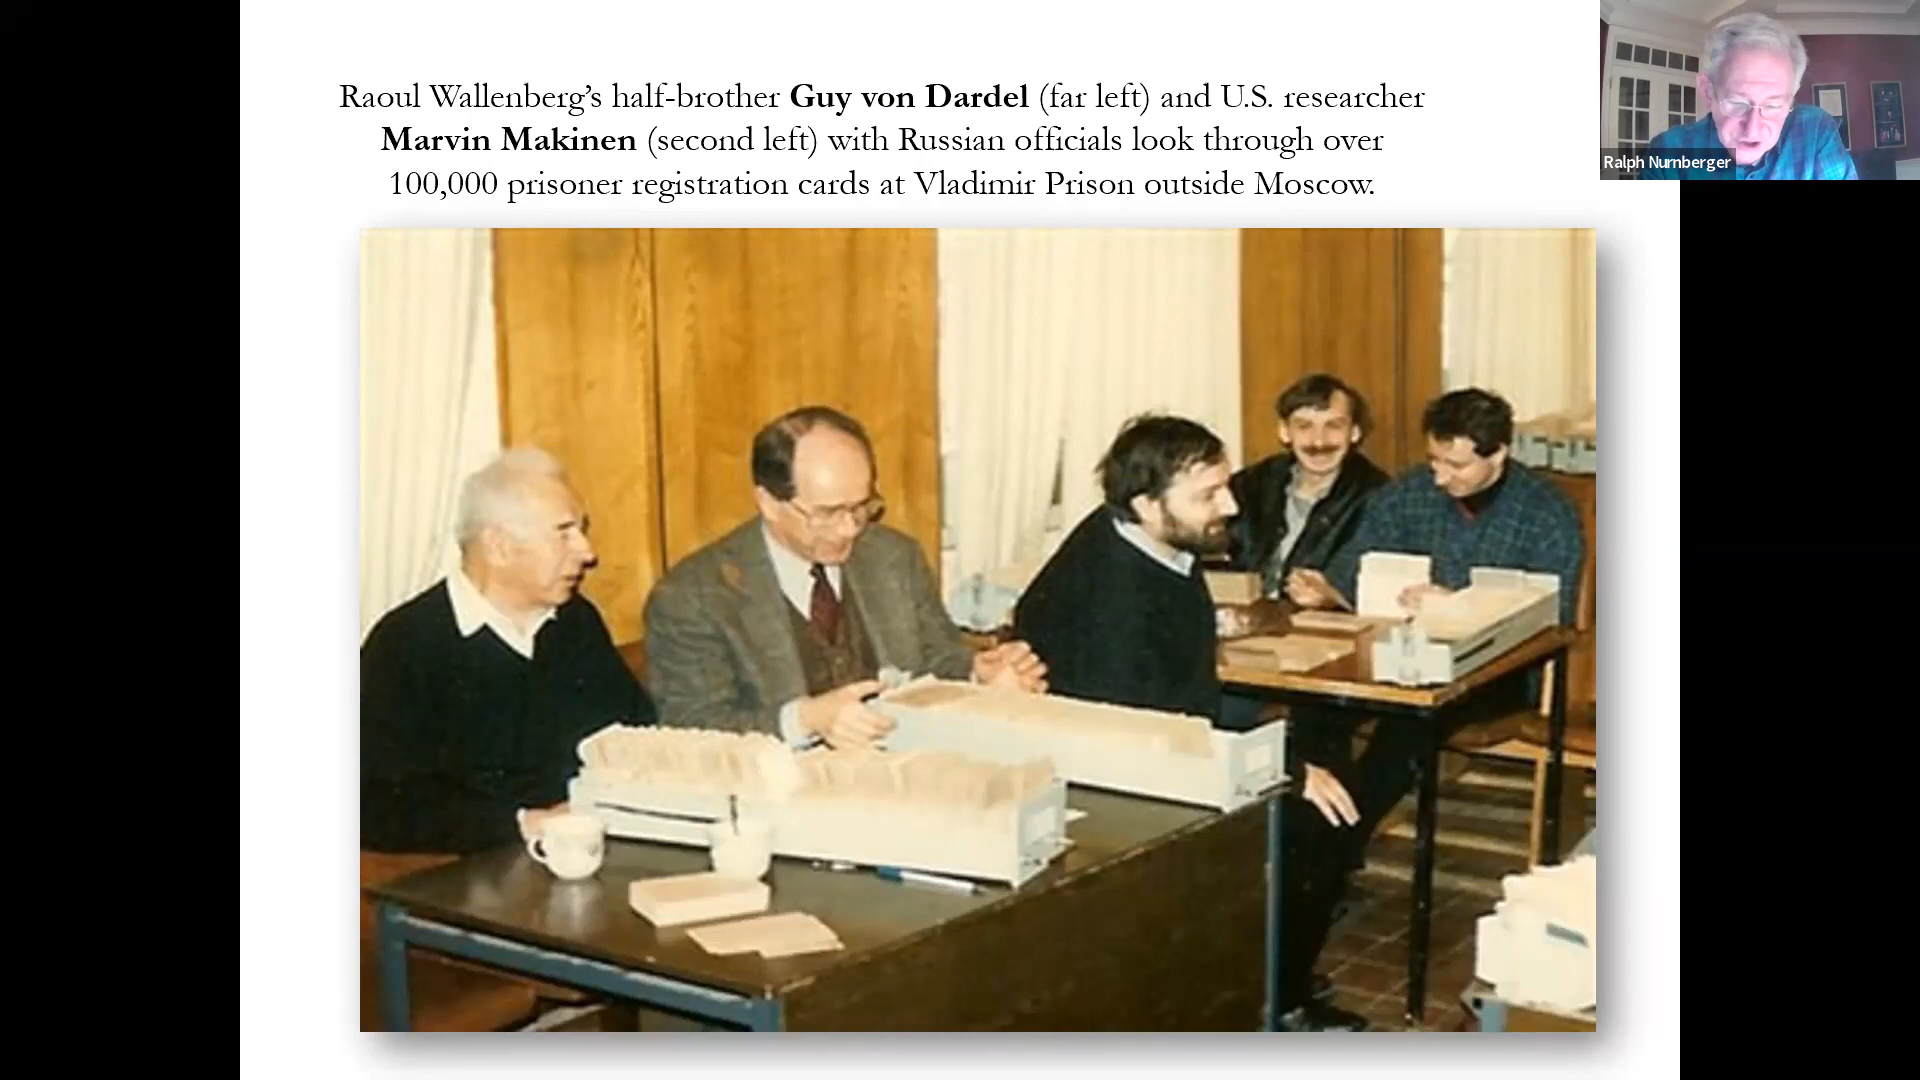 Raoul Wallenberg’s half-brother Guy von Dardel (far left) and U.S. researcher
Marvin Makinen (second left) with Russian officials look through over
100,000 prisoner registration cards at Vladimir Prison outside Moscow.
Ralph Nurnberger